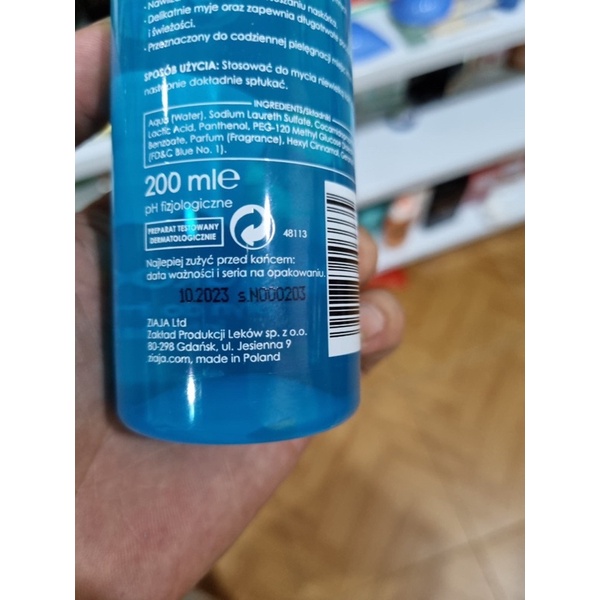 • Delikatnie myje oraz zapewnia długotrwałe
i świeżości.
• Przeznaczony do codziennej pielęgnacji miejsc
SPOSÓB UŻYCIA: Stosować do mycia
następnie dokładnie spłukać.
INGREDIENTS/Składniki
Aqua (Water), Sodium Laureth Sulfate,
Lactic Acid, Panthenol, PEG-120 Methyl Glucose
Benzoate, Parfum (Fragrance), Hexyl Cinnamal,
(FD&C Blue No. 1).
200 ml e
pH fizjologiczne
PREPARAT TESTOWANY
DERMATOLOGICZNIE
48113
Najlepiej zużyć przed końcem:
data ważności i seria na opakowaniu.
10.2023 s.N000203
ZIAJA Ltd
Zakład Produkcji Leków sp. z o.o.
80-298 Gdańsk, ul. Jesienna 9
ziaja.com, made in Poland